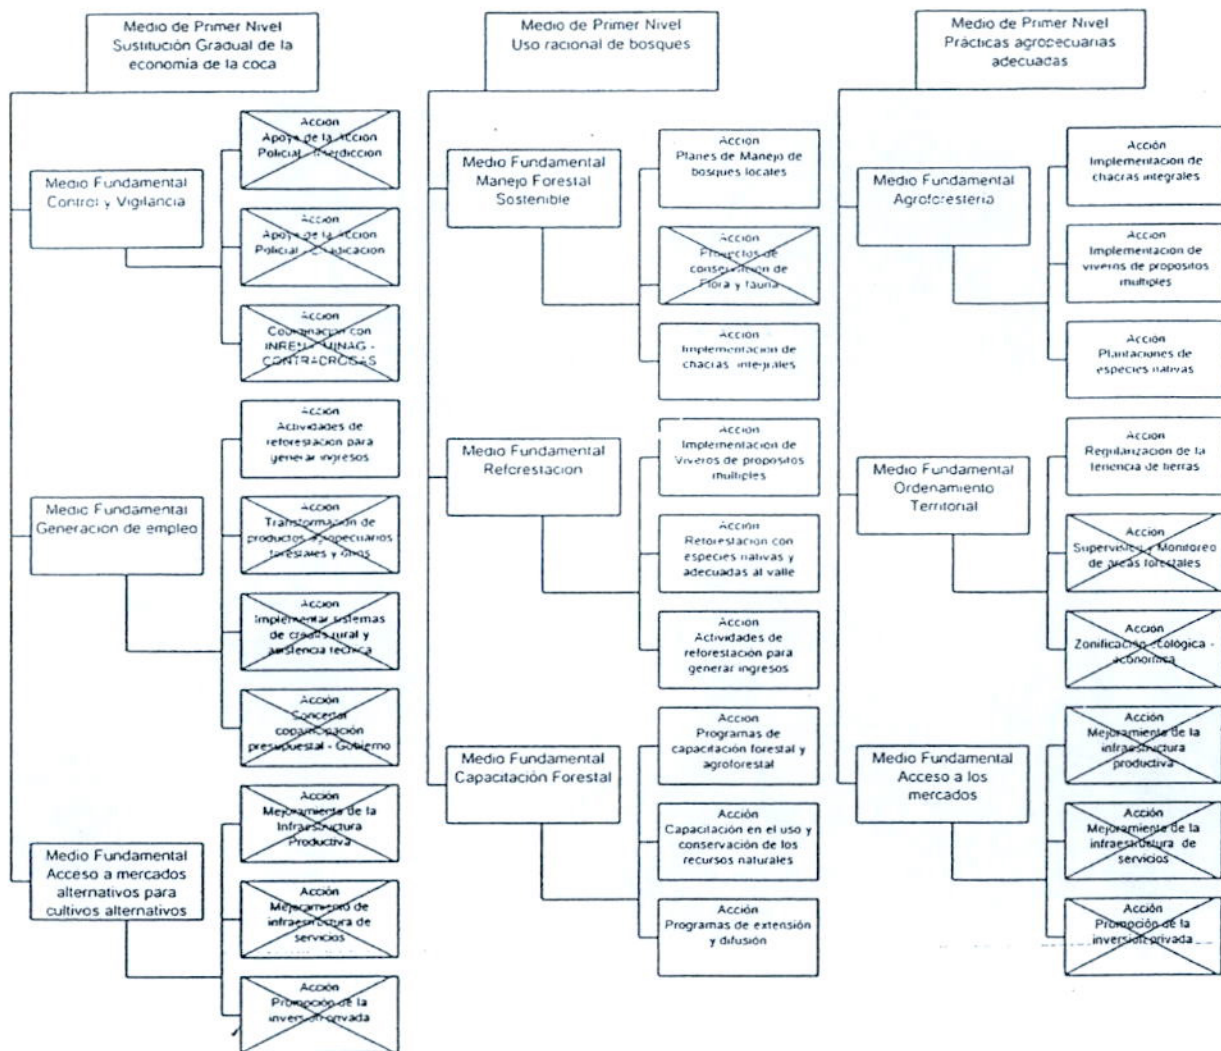 Medio de Primer Nivel
Sustitución Gradual de la
economía de la coca
Medio Fundamental
Control y Vigilancia
Acción
Apoyo de la Acción
Policial - Interdicción
Acción
Apoyo de la Acción
Policial - Erradicación
Acción
Coordinación con
INRENA MINAG -
CONTRADROGAS
Medio Fundamental
Generacion de empleo
Acción
Actividades de
reforestación para
generar ingresos
Acción
Transformación de
productos agropecuarios
forestales y otros
Acción
Implementar sistemas
de crédito rural y
asistencia técnica
Acción
Concertar
coparticipación
presupuestal - Gobierno
Medio Fundamental
Acceso a mercados
alternativos para
cultivos alternativos
Acción
Mejoramiento de la
Infraestructura
Productiva
Acción
Mejoramiento de
infraestructura de
servicios
Acción
Promoción de la
inversión privada
Medio de Primer Nivel
Uso racional de bosques
Medio Fundamental
Manejo Forestal
Sostenible
Acción
Planes de Manejo de
bosques locales
Acción
Proyectos de
conservación de
Flora y fauna
Acción
Implementacion de
chacras integrales
Medio Fundamental
Reforestacion
Acción
Implementación de
Viveros de propositos
multiples
Acción
Reforestación con
especies nativas y
adecuadas al valle
Acción
Actividades de
reforestación para
generar ingresos
Medio Fundamental
Capacitación Forestal
Acción
Programas de
capacitación forestal y
agroforestal
Acción
Capacitación en el uso y
conservación de los
recursos naturales
Acción
Programas de extensión
y difusión
Medio de Primer Nivel
Prácticas agropecuarias
adecuadas
Medio Fundamental
Agroforesteria
Acción
Implementacion de
chacras integrales
Acción
Implementación de
viveros de propositos
multiples
Acción
Plantaciones de
especies nativas
Medio Fundamental
Ordenamiento
Territorial
Acción
Regularización de la
tenencia de tierras
Acción
Supervisión y Monitoreo
de áreas forestales
Acción
Zonificación ecológica -
económica
Medio Fundamental
Acceso a los
mercados
Acción
Mejoramiento de la
infraestructura
productiva
Acción
Mejoramiento de la
infraestructura de
servicios
Acción
Promoción de la
inversión privada